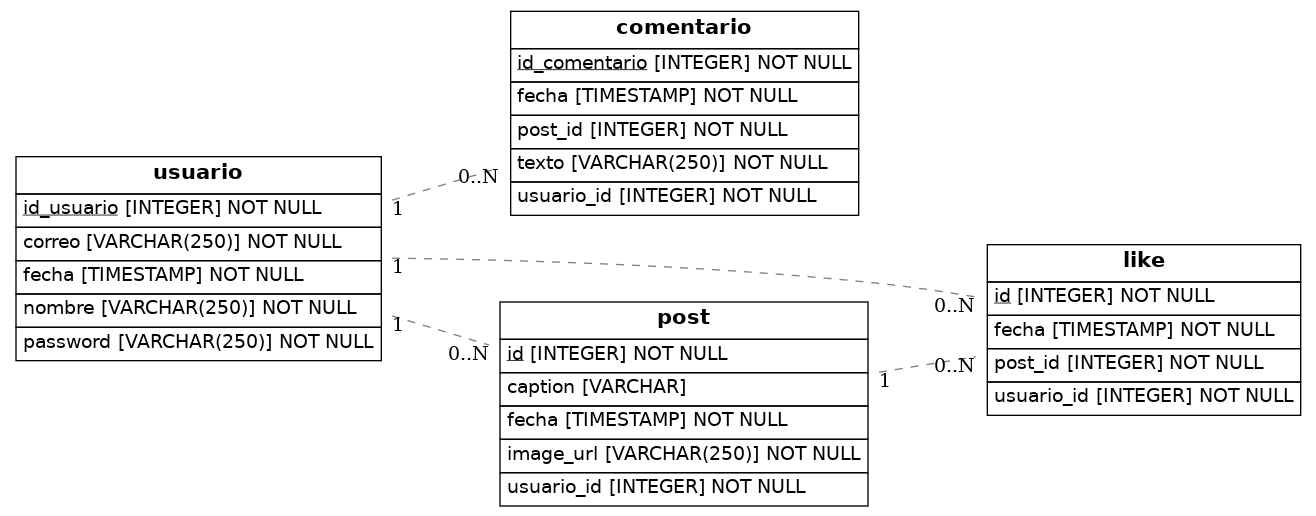 comentario
id_comentario [INTEGER] NOT NULL
fecha [TIMESTAMP] NOT NULL
post_id [INTEGER] NOT NULL
texto [VARCHAR(250)] NOT NULL
usuario_id [INTEGER] NOT NULL
usuario
id_usuario [INTEGER] NOT NULL
correo [VARCHAR(250)] NOT NULL
fecha [TIMESTAMP] NOT NULL
nombre [VARCHAR(250)] NOT NULL
password [VARCHAR(250)] NOT NULL
0..N
1
1
0..N
1
0..N
like
id [INTEGER] NOT NULL
fecha [TIMESTAMP] NOT NULL
post_id [INTEGER] NOT NULL
usuario_id [INTEGER] NOT NULL
post
id [INTEGER] NOT NULL
caption [VARCHAR]
fecha [TIMESTAMP] NOT NULL
image_url [VARCHAR(250)] NOT NULL
usuario_id [INTEGER] NOT NULL
1
0..N